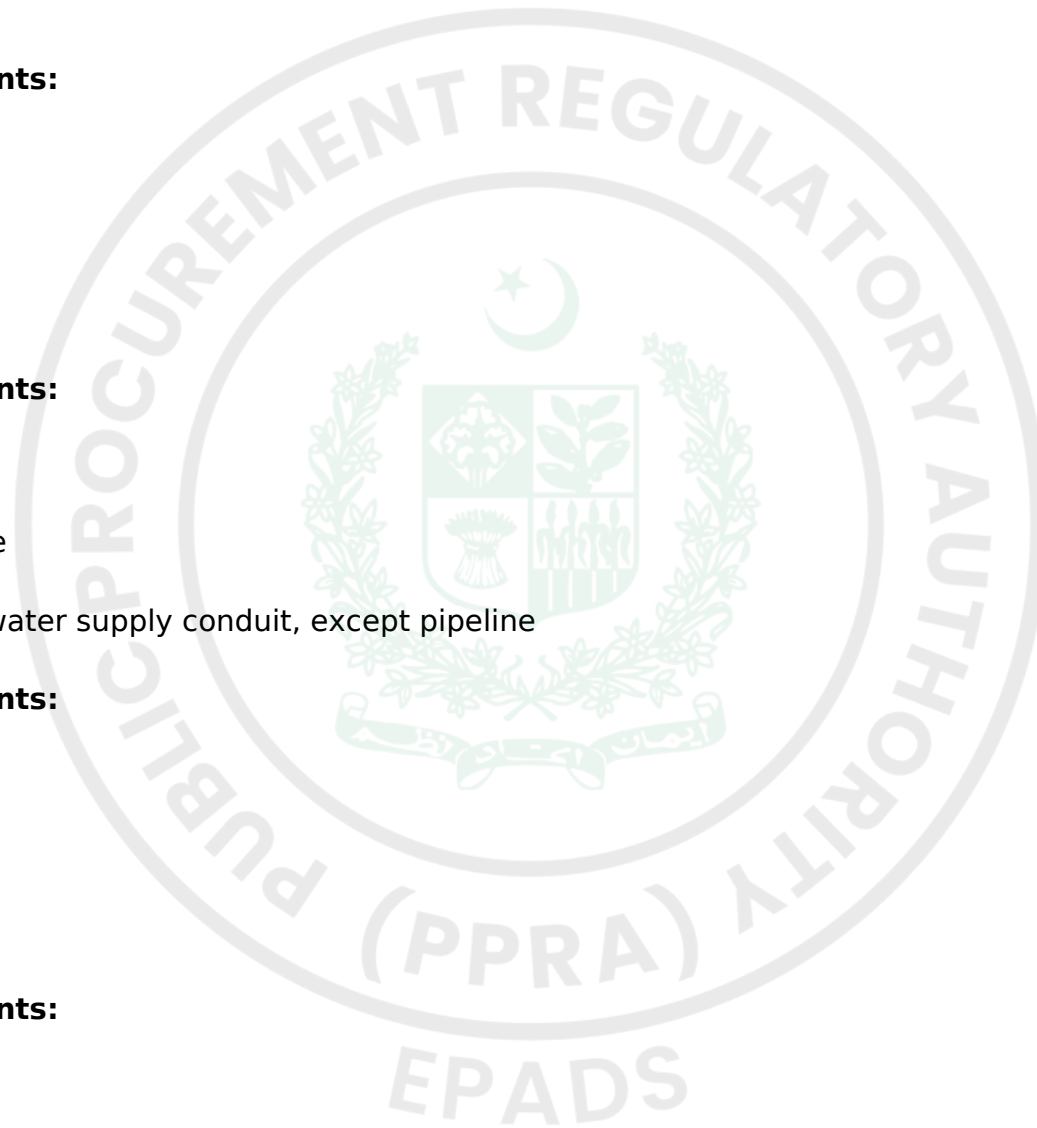 nts:
nts:
e
water supply conduit, except pipeline
nts:
nts:
PUBLIC PROCUREMENT REGULATORY AUTHORITY
(PPRA)
EPADS